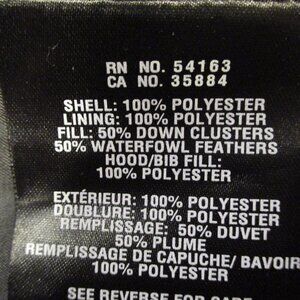 RN NO. 54163
CA NO. 35884
SHELL: 100% POLYESTER
LINING: 100% POLYESTER
FILL: 50% DOWN CLUSTERS
50% WATERFOWL FEATHERS
HOOD/BIB FILL:
100% POLYESTER
EXTÉRIEUR: 100% POLYESTER
DOUBLURE: 100% POLYESTER
REMPLISSAGE: 50% DUVET
50% PLUME
REMPLISSAGE DE CAPUCHE/ BAVOIR
100% POLYESTER
SEE REVERSE FOR CARE